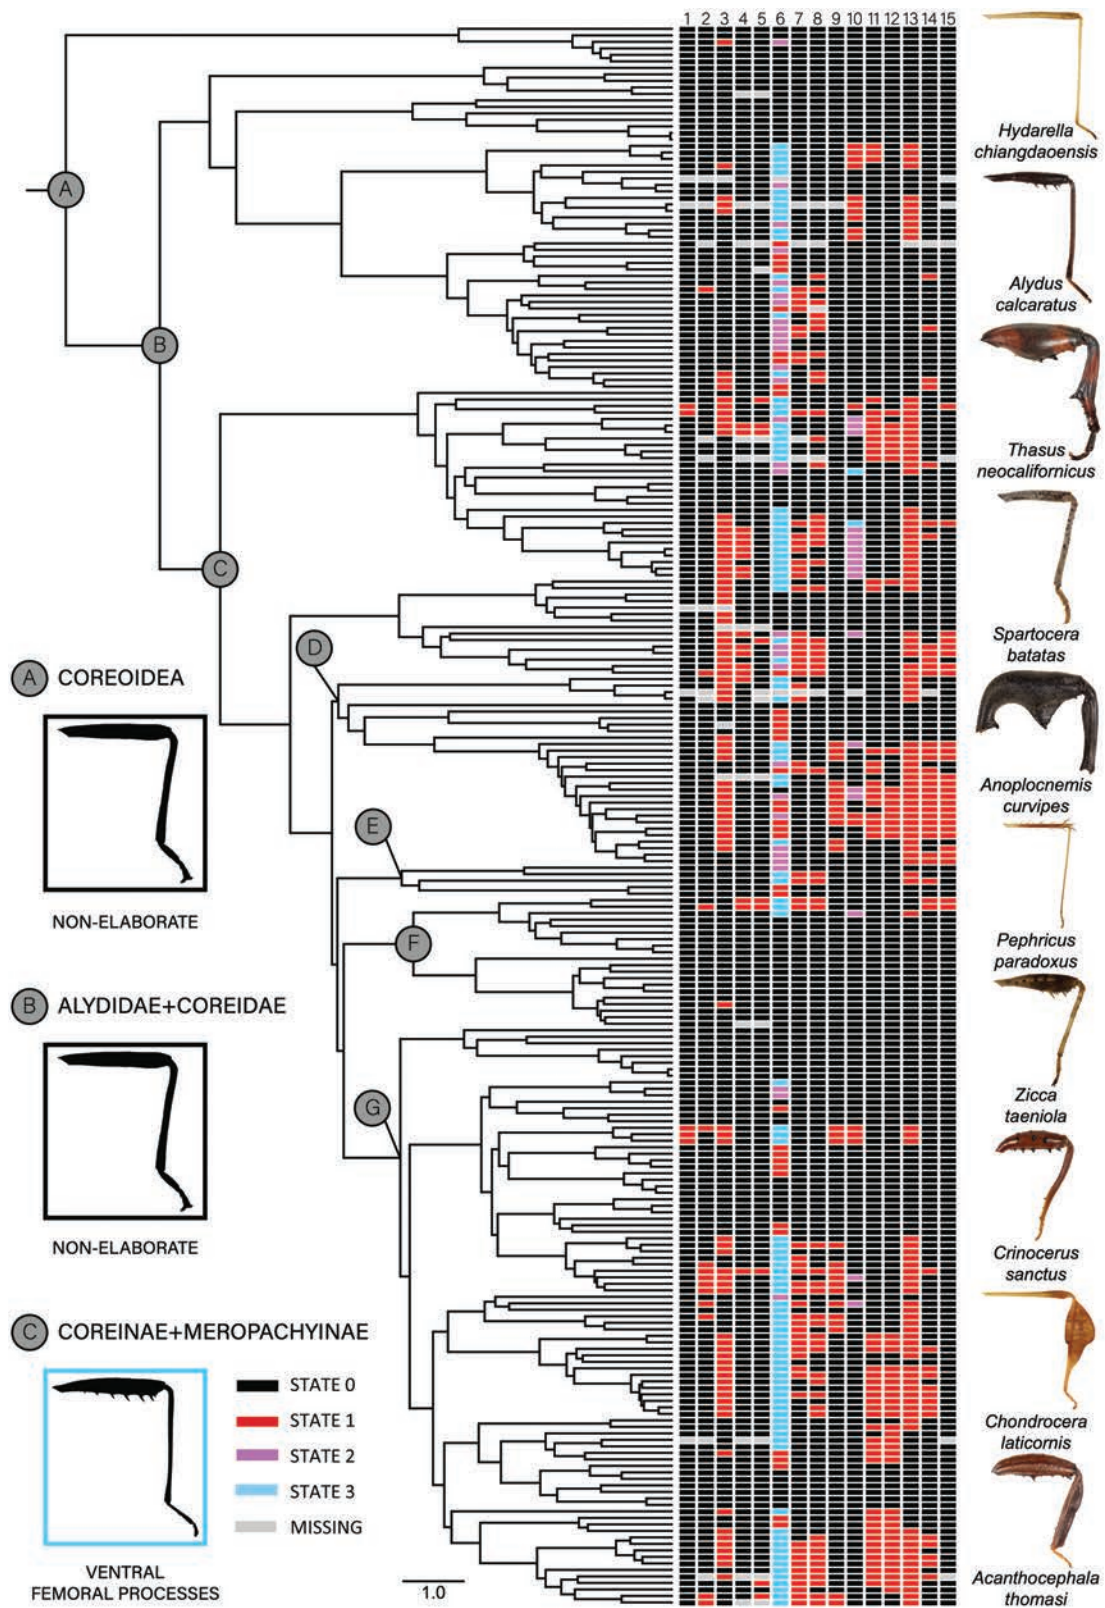 1 2 3 4 5 6 7 8 9 10 11 12 13 14 15
Hydarella
chiangdaoensis
A
Alydus
calcaratus
B
Thasus
neocalifornicus
C
Spartocera
batatas
D
A COREOIDEA
Anoplocnemis
curvipes
E
NON-ELABORATE
F
Pephricus
paradoxus
B ALYDIDAE+COREIDAE
G
Zicca
taeniola
NON-ELABORATE
Crinocerus
sanctus
C COREINAE+MEROPACHYINAE
STATE 0
STATE 1
STATE 2
STATE 3
MISSING
Chondrocera
laticornis
VENTRAL
FEMORAL PROCESSES
1.0
Acanthocephala
thomasi